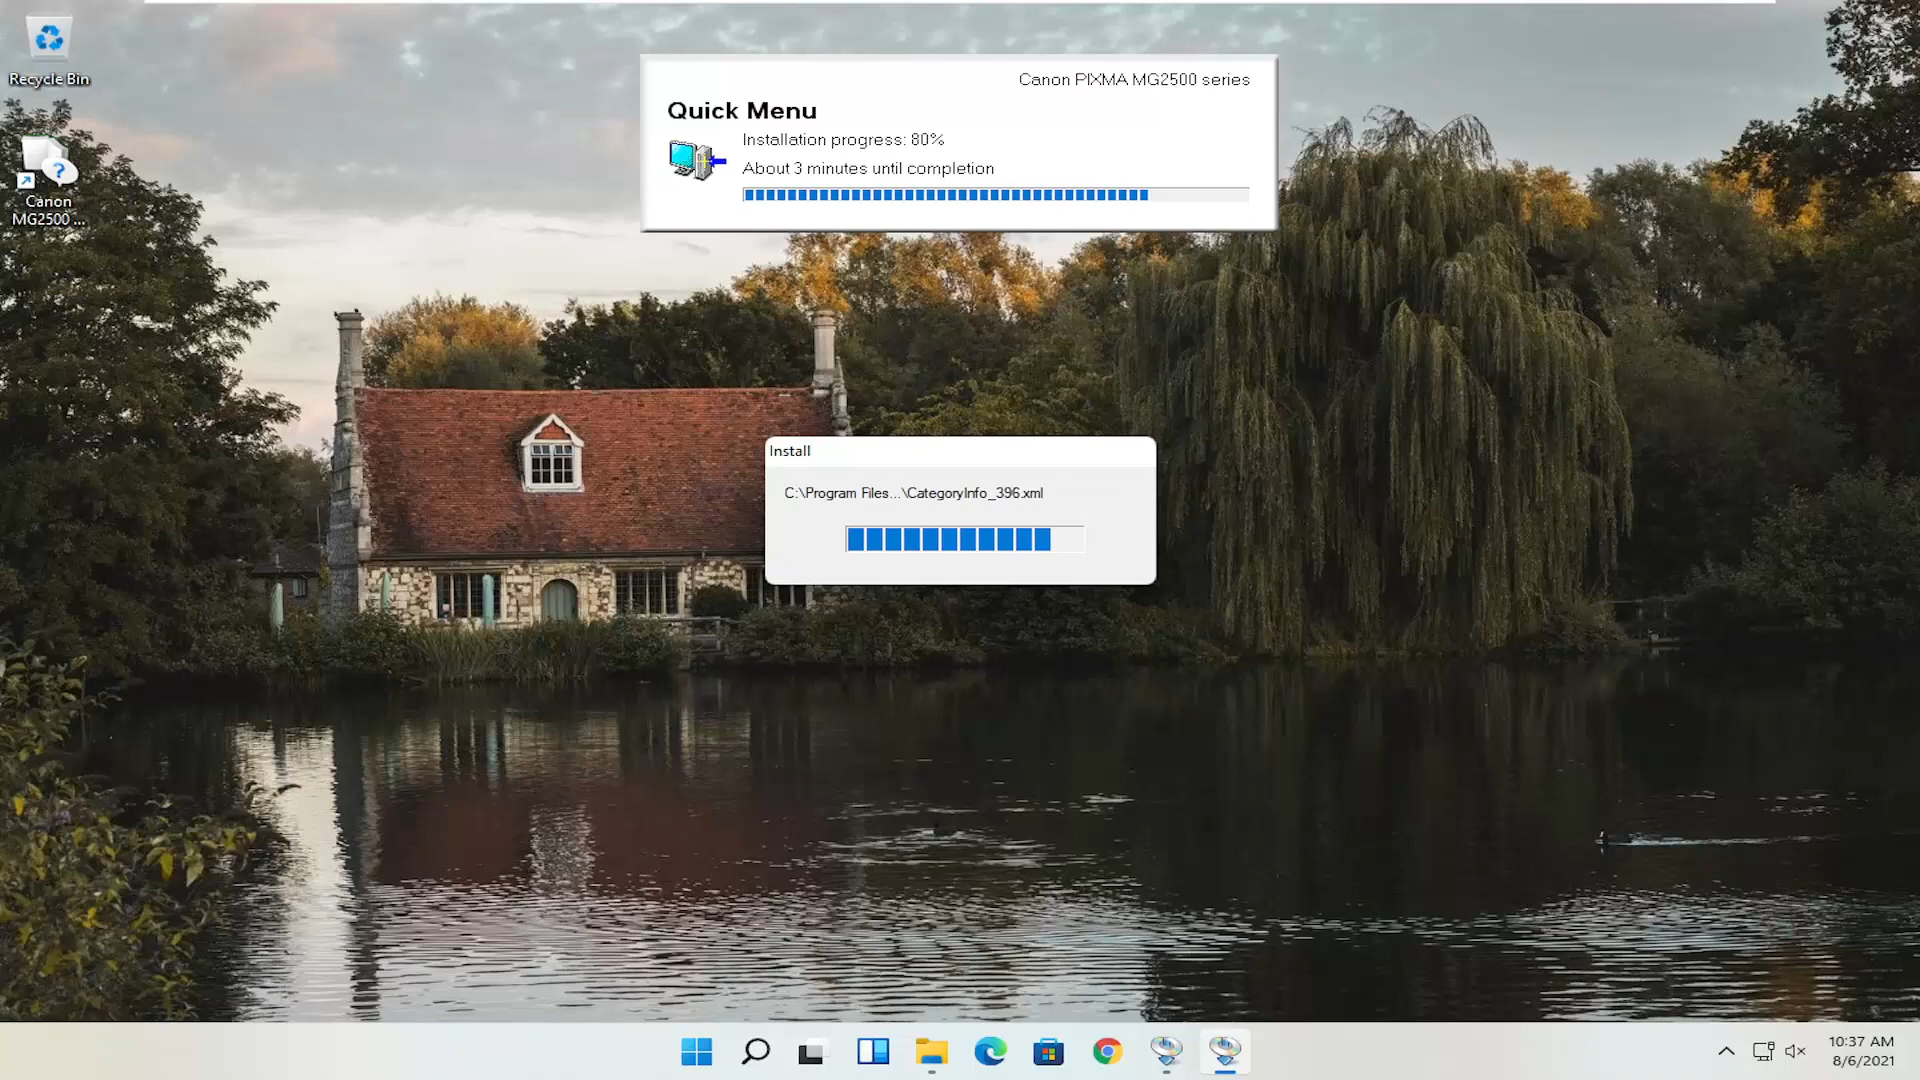 Recycle Bin
Canon
MG2500 ...
Canon PIXMA MG2500 series
Quick Menu
Installation progress: 80%
About 3 minutes until completion
Install
C:\Program Files...\CategoryInfo_396.xml
10:37 AM
8/6/2021